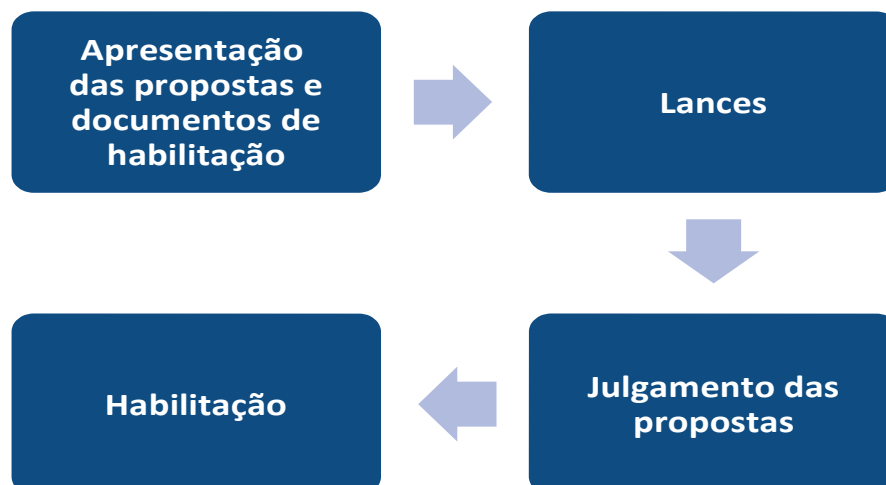 Apresentação
das propostas e
documentos de
habilitação
Lances
Julgamento das
propostas
Habilitação